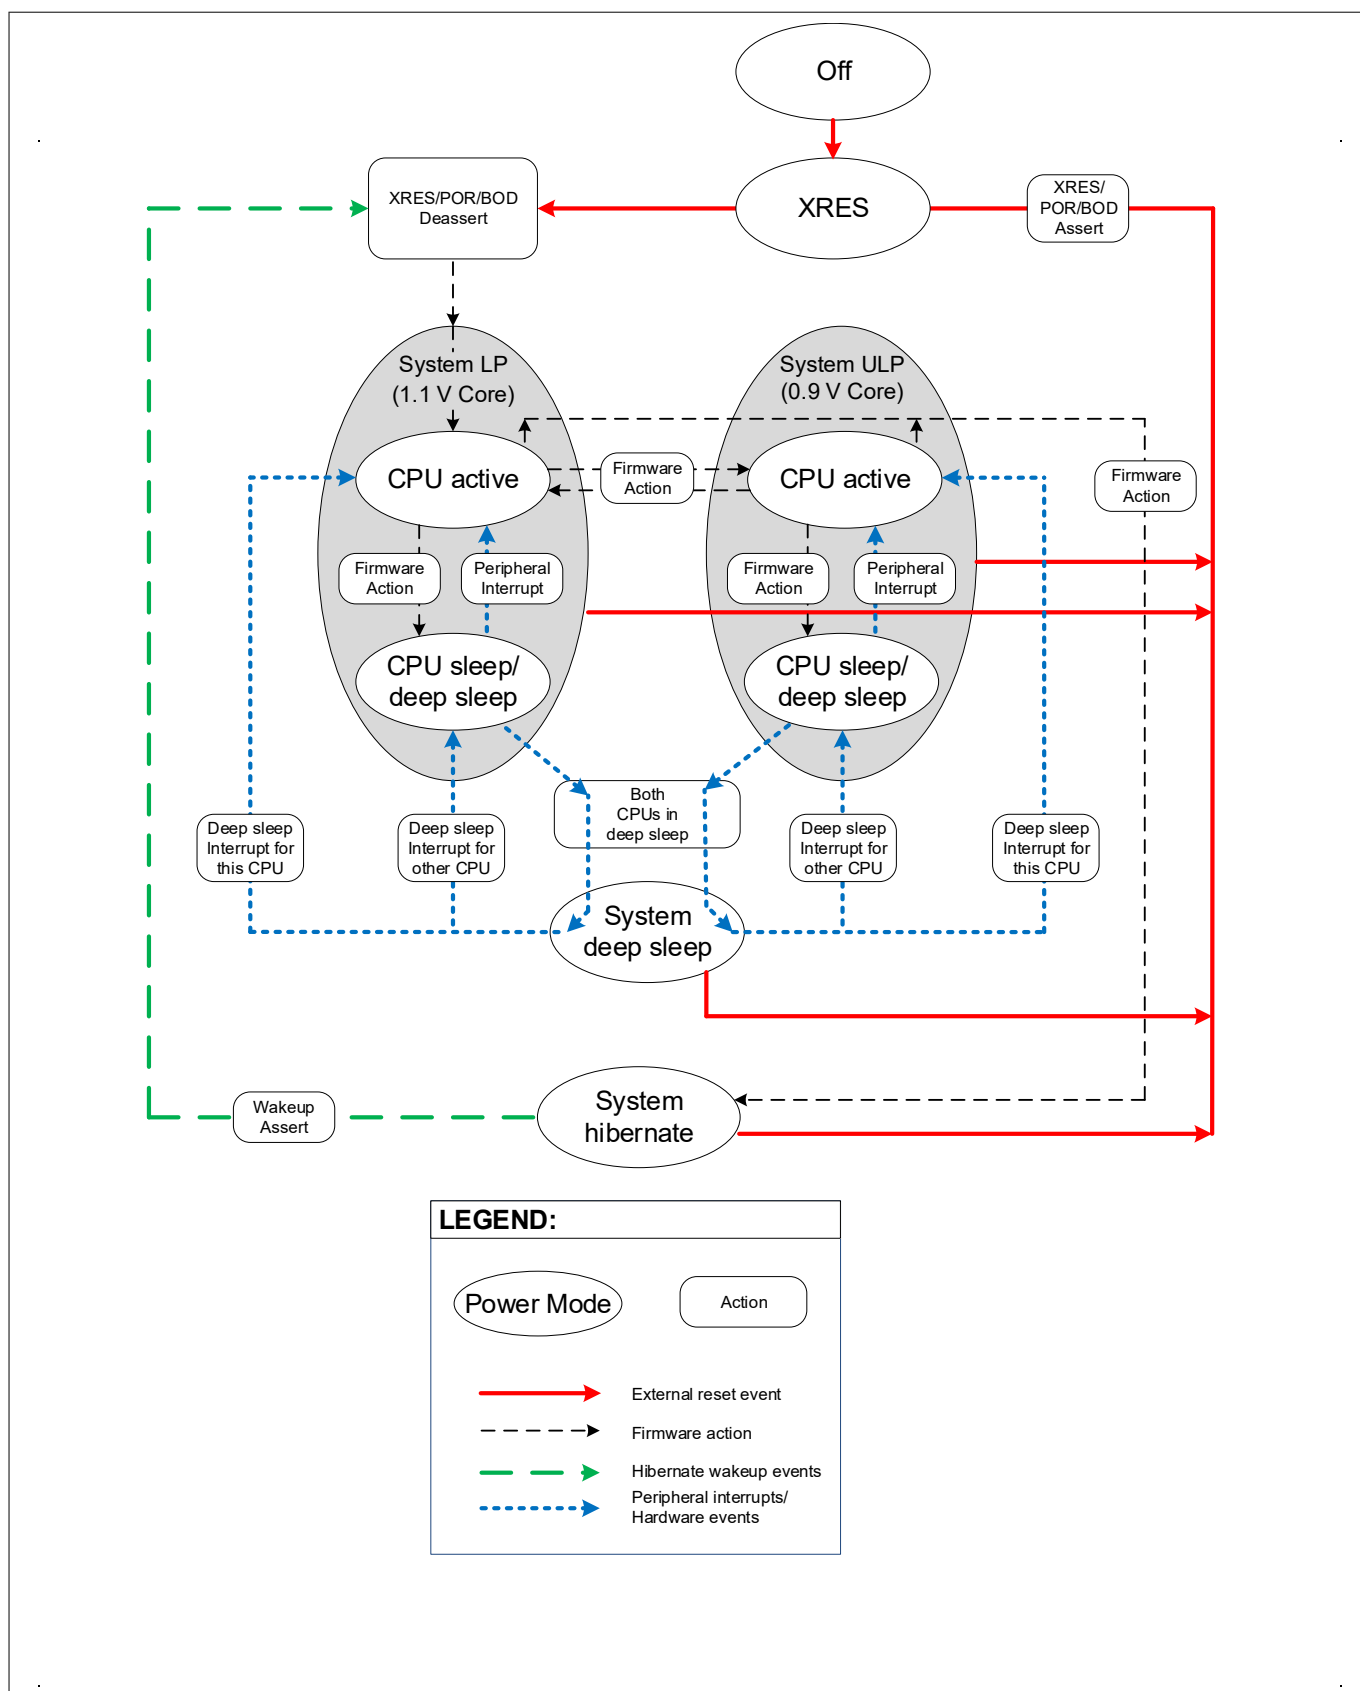 Off
XRES/POR/BOD
Deassert
XRES
XRES/
POR/BOD
Assert
System LP
(1.1 V Core)
System ULP
(0.9 V Core)
CPU active
Firmware
Action
CPU active
Firmware
Action
Firmware
Action
Peripheral
Interrupt
Firmware
Action
Peripheral
Interrupt
CPU sleep/
deep sleep
CPU sleep/
deep sleep
Both
CPUs in
deep sleep
Deep sleep
Interrupt for
this CPU
Deep sleep
Interrupt for
other CPU
Deep sleep
Interrupt for
other CPU
Deep sleep
Interrupt for
this CPU
System
deep sleep
Wakeup
Assert
System
hibernate
LEGEND:
Power Mode
Action
External reset event
Firmware action
Hibernate wakeup events
Peripheral interrupts/
Hardware events